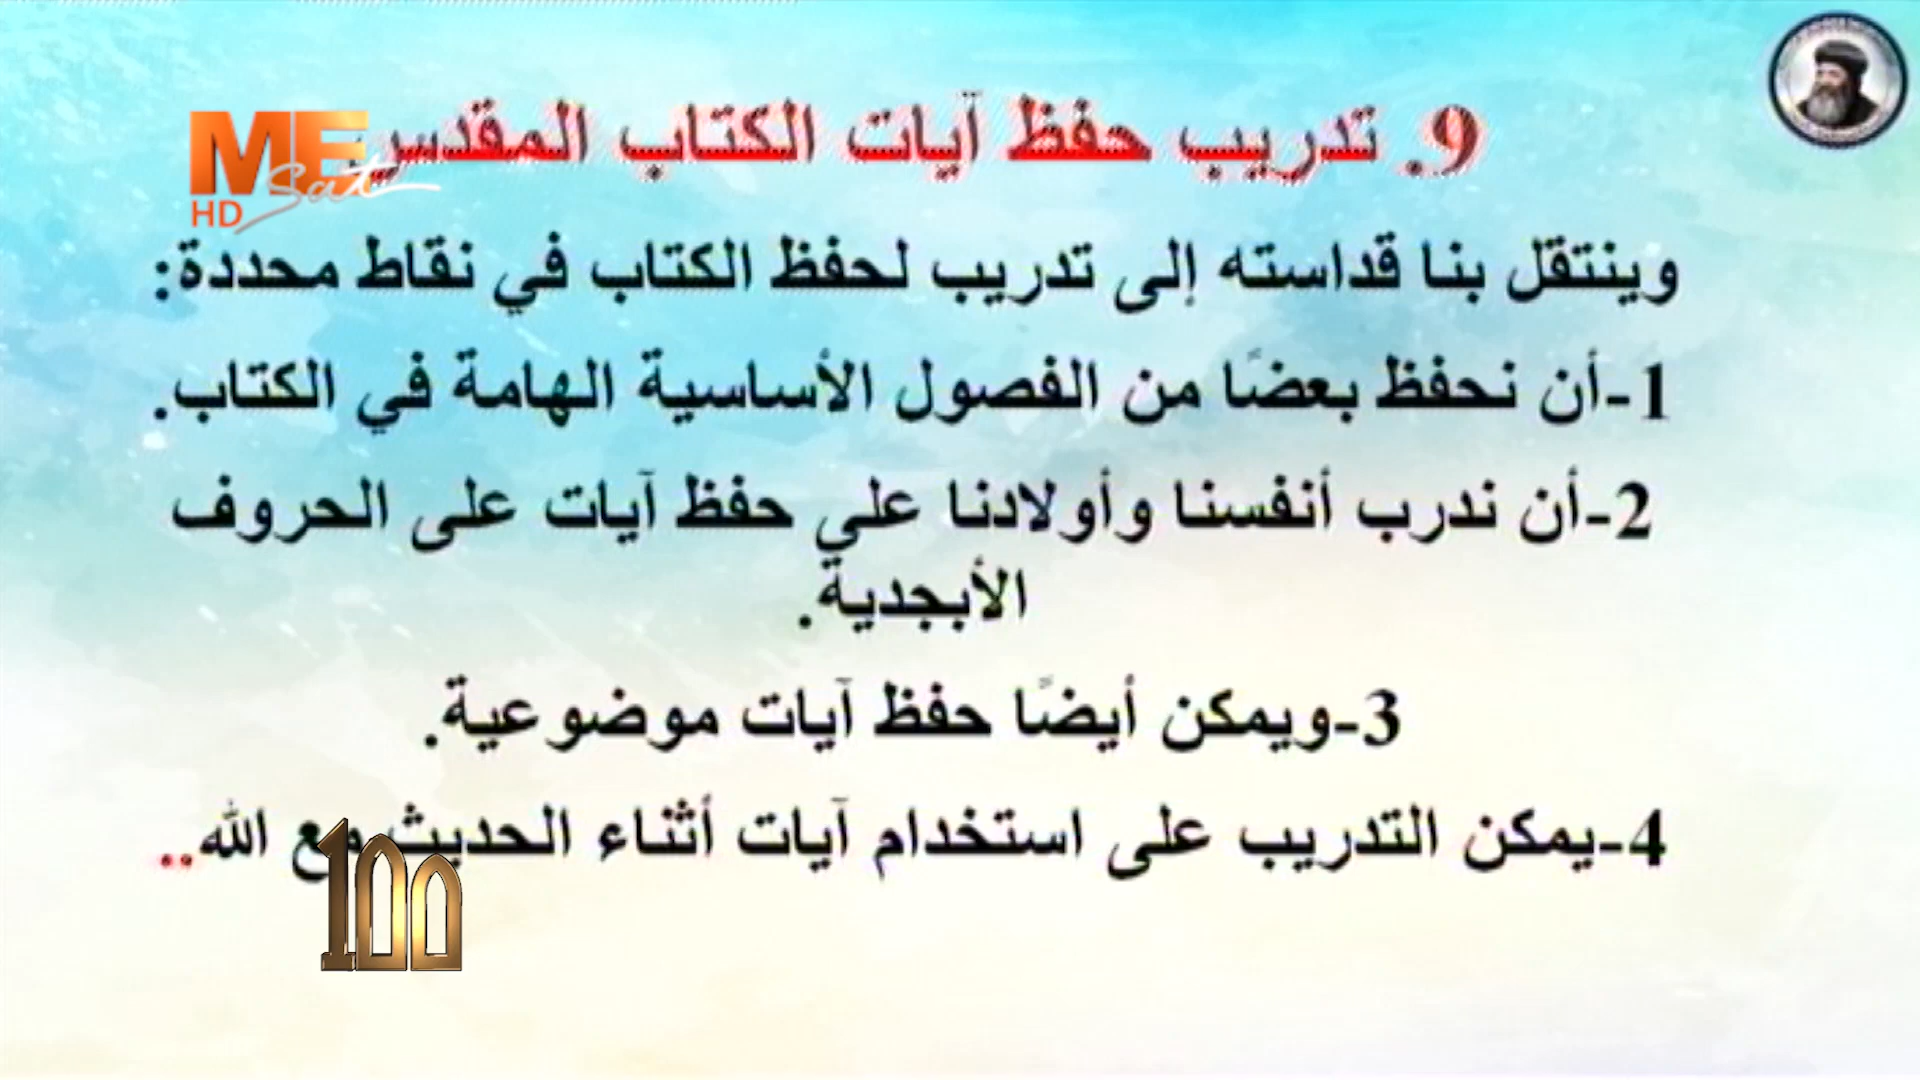 9. تدريب حفظ آيات الكتاب المقدس
ME
Sat
HD
وينتقل بنا قداسته إلى تدريب لحفظ الكتاب في نقاط محددة:
1-أن نحفظ بعضًا من الفصول الأساسية الهامة في الكتاب.
2-أن ندرب أنفسنا وأولادنا علي حفظ آيات على الحروف
الأبجدية.
3-ويمكن أيضًا حفظ آيات موضوعية.
4-يمكن التدريب على استخدام آيات أثناء الحديث مع الله..
100